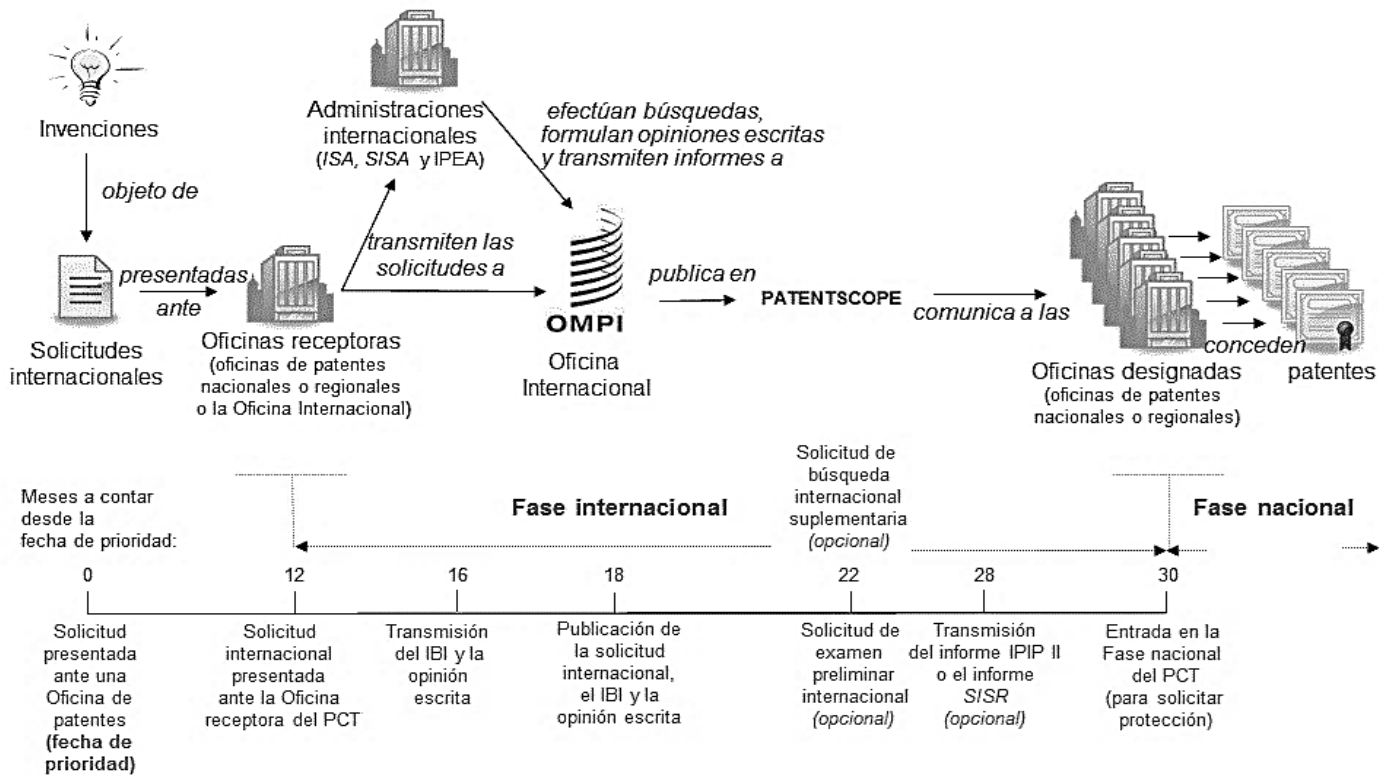 Invenciones
objeto de
Solicitudes
internacionales
presentadas
ante
Oficinas receptoras
(oficinas de patentes
nacionales o regionales
o la Oficina Internacional)
Administraciones
internacionales
(ISA, SISA y IPEA)
transmiten las
solicitudes a
efectúan búsquedas,
formulan opiniones escritas
y transmiten informes a
OMPI
Oficina
Internacional
publica en
PATENTSCOPE
comunica a las
Oficinas designadas
(oficinas de patentes
nacionales o regionales)
conceden
patentes
Meses a contar
desde la
fecha de prioridad:
Fase internacional
Solicitud de
búsqueda
internacional
suplementaria
(opcional)
Fase nacional
0
12
16
18
22
28
30
Solicitud
presentada
ante una
Oficina de
patentes
(fecha de
prioridad)
Solicitud
internacional
presentada
ante la Oficina
receptora del PCT
Transmisión
del IBI y la
opinión
escrita
Publicación de
la solicitud
internacional,
el IBI y la
opinión escrita
Solicitud de
examen
preliminar
internacional
(opcional)
Transmisión
del informe IPIP II
o el informe
SISR
(opcional)
Entrada en la
Fase nacional
del PCT
(para solicitar
protección)